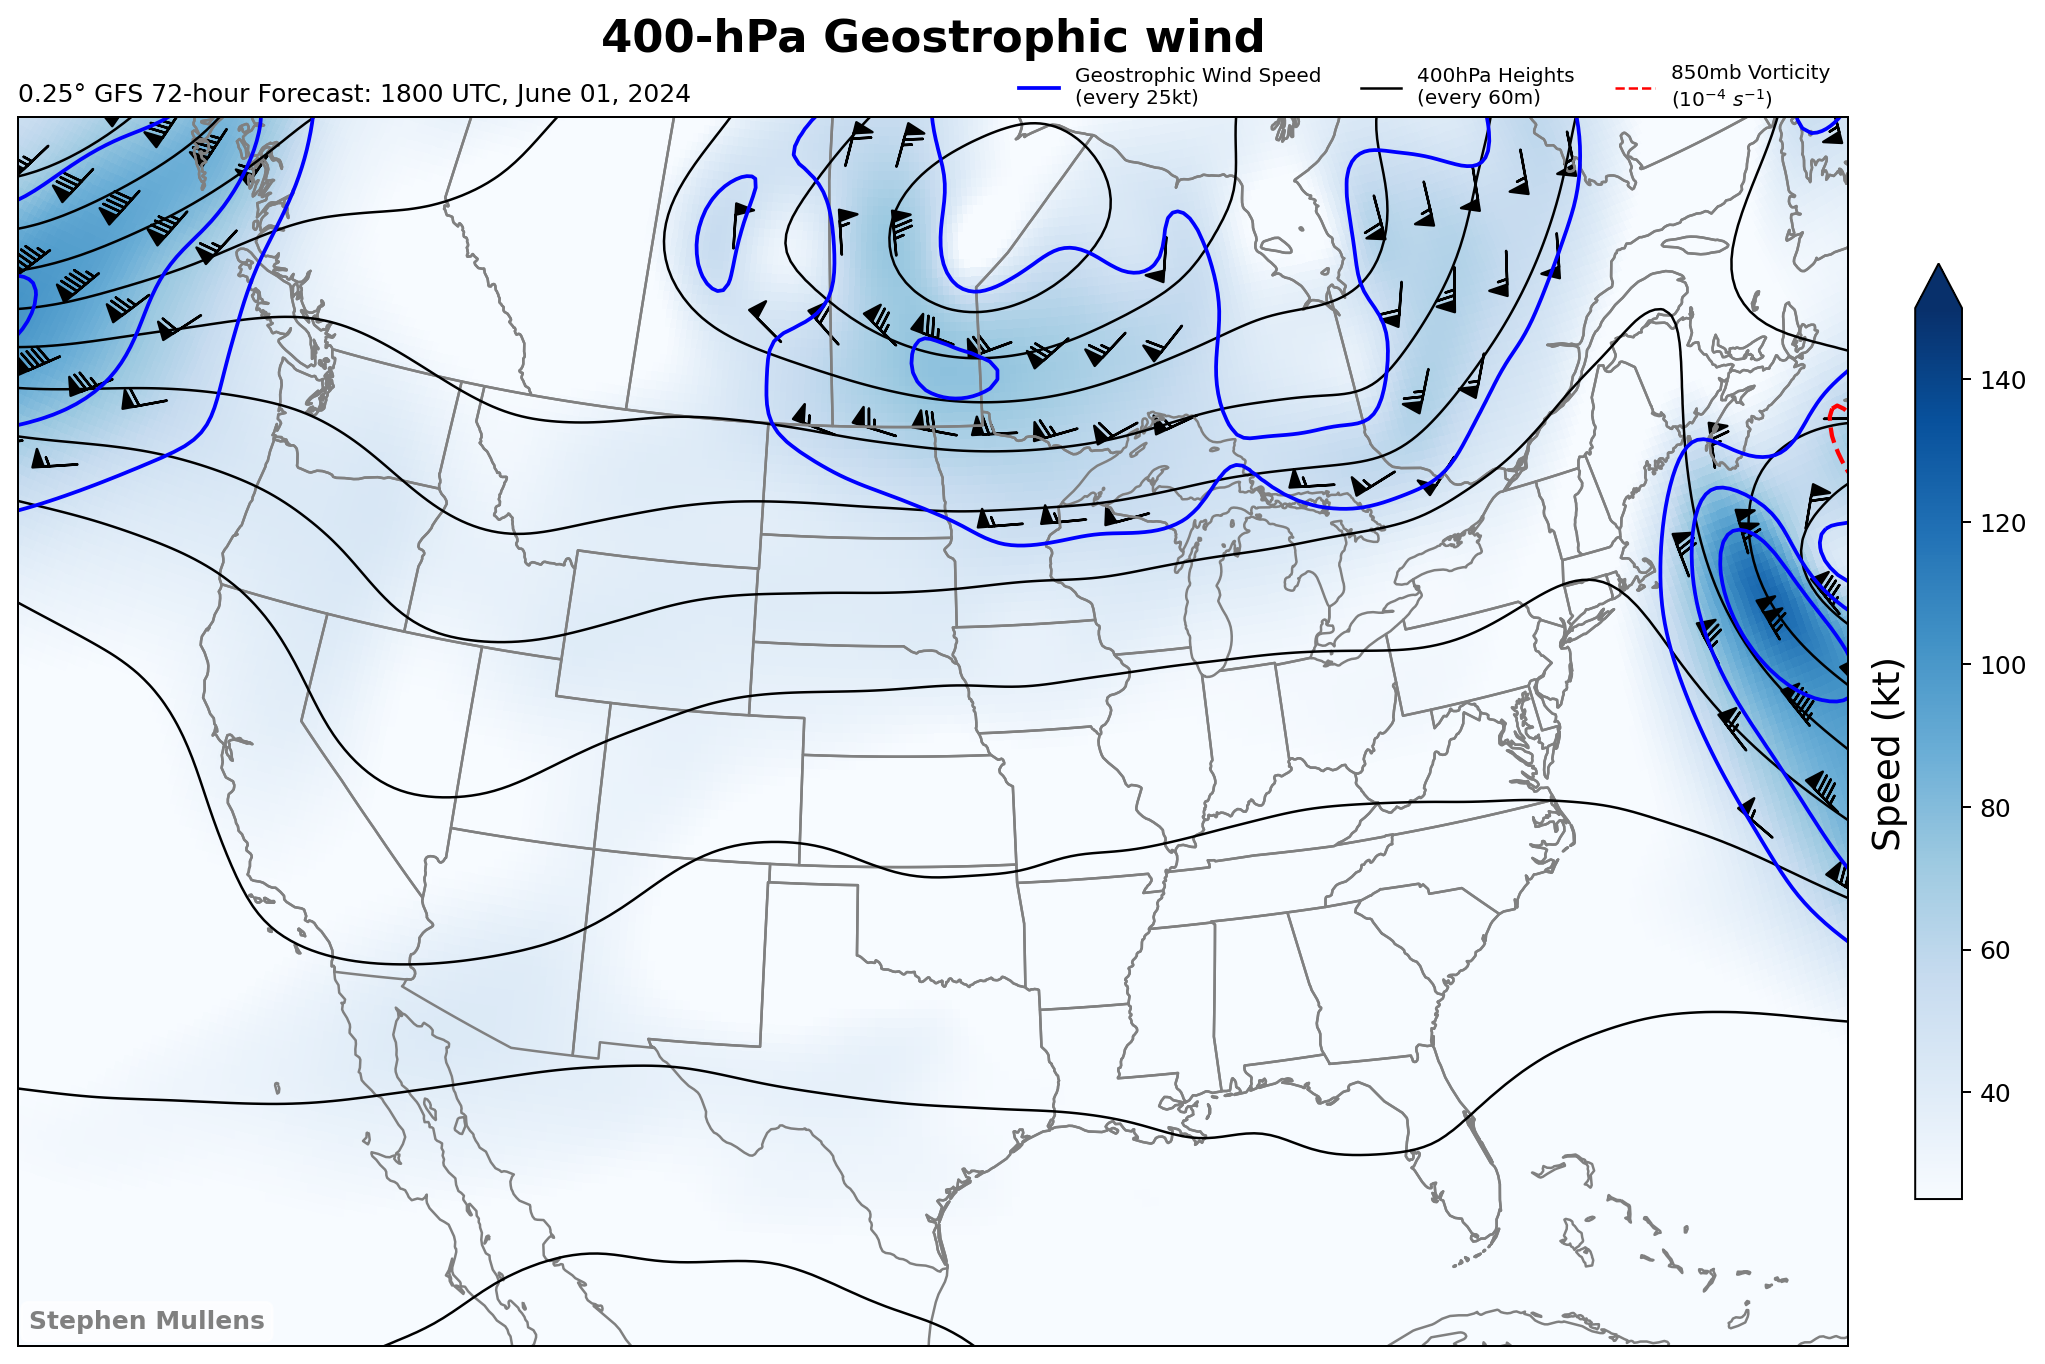 400-hPa Geostrophic wind
0.25° GFS 72-hour Forecast: 1800 UTC, June 01, 2024
Geostrophic Wind Speed
(every 25kt)
400hPa Heights
(every 60m)
850mb Vorticity
(10⁻⁴ s⁻¹)
140
120
100
80
60
40
Speed (kt)
Stephen Mullens